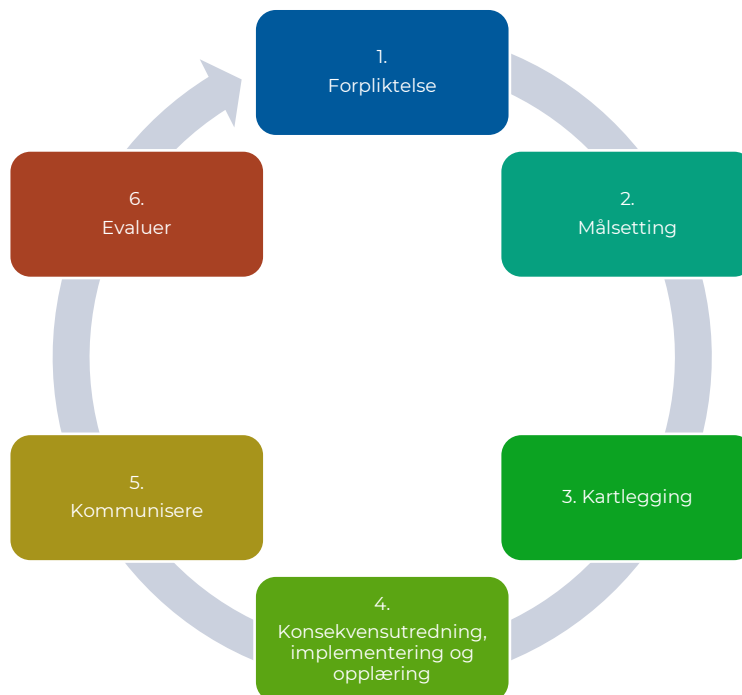 1.
Forpliktelse
2.
Målsetting
3. Kartlegging
4.
Konsekvensutredning,
implementering og
opplæring
5.
Kommunisere
6.
Evaluer